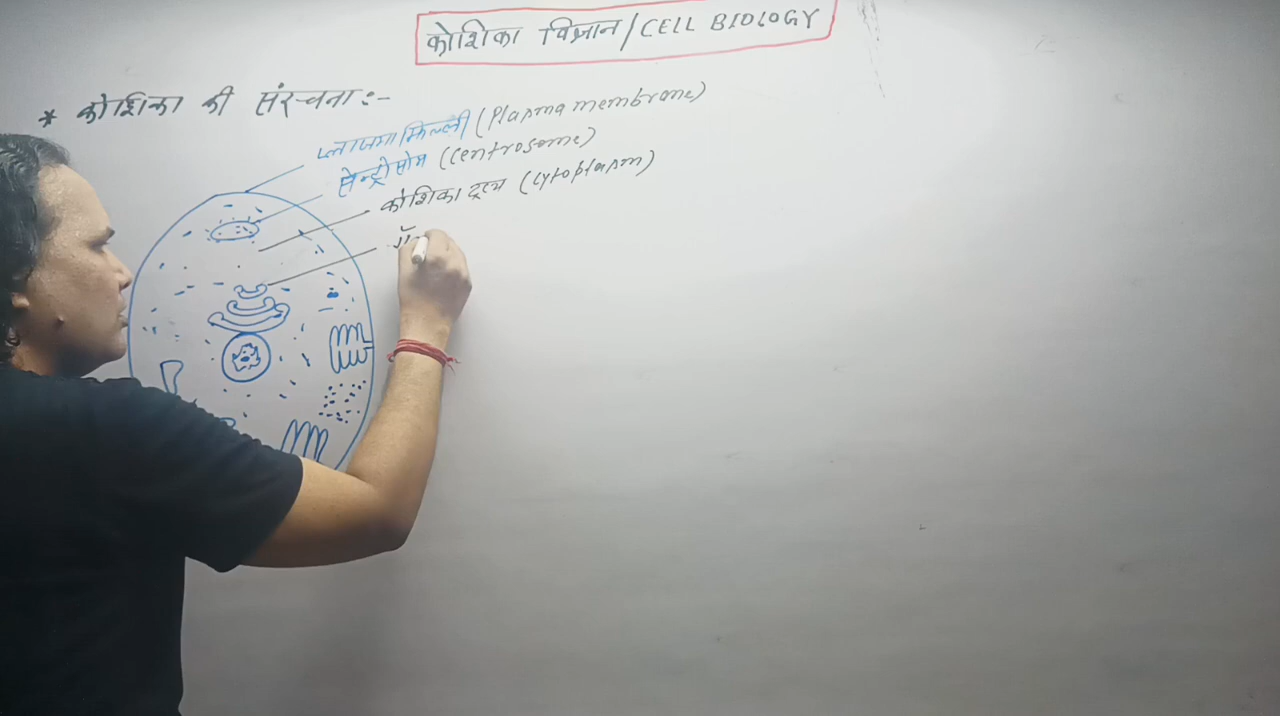 कोशिका विज्ञान/CELL BIOLOGY
* कोशिका की संरचना:-
प्लाज्मा झिल्ली (Plasma membrane)
सेन्ट्रोसोम (Centrosome)
कोशिका द्रव्य (Cytoplasm)
गॉ